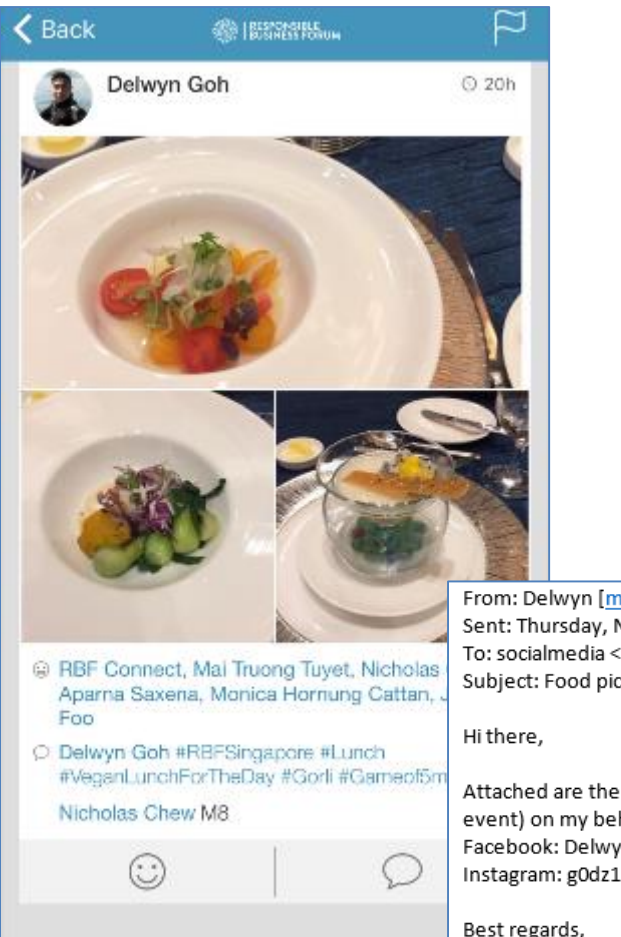 Back
RESPONSIBLE
BUSINESS FORUM
Delwyn Goh
20h
RBF Connect, Mai Truong Tuyet, Nicholas
Aparna Saxena, Monica Hornung Cattan, J
Foo
Delwyn Goh #RBFSingapore #Lunch
#VeganLunchForTheDay #Gorli #Gameof5m
Nicholas Chew M8
From: Delwyn [m
Sent: Thursday, N
To: socialmedia <
Subject: Food pic
Hi there,
Attached are the
event) on my beh
Facebook: Delwy
Instagram: g0dz1
Best regards,